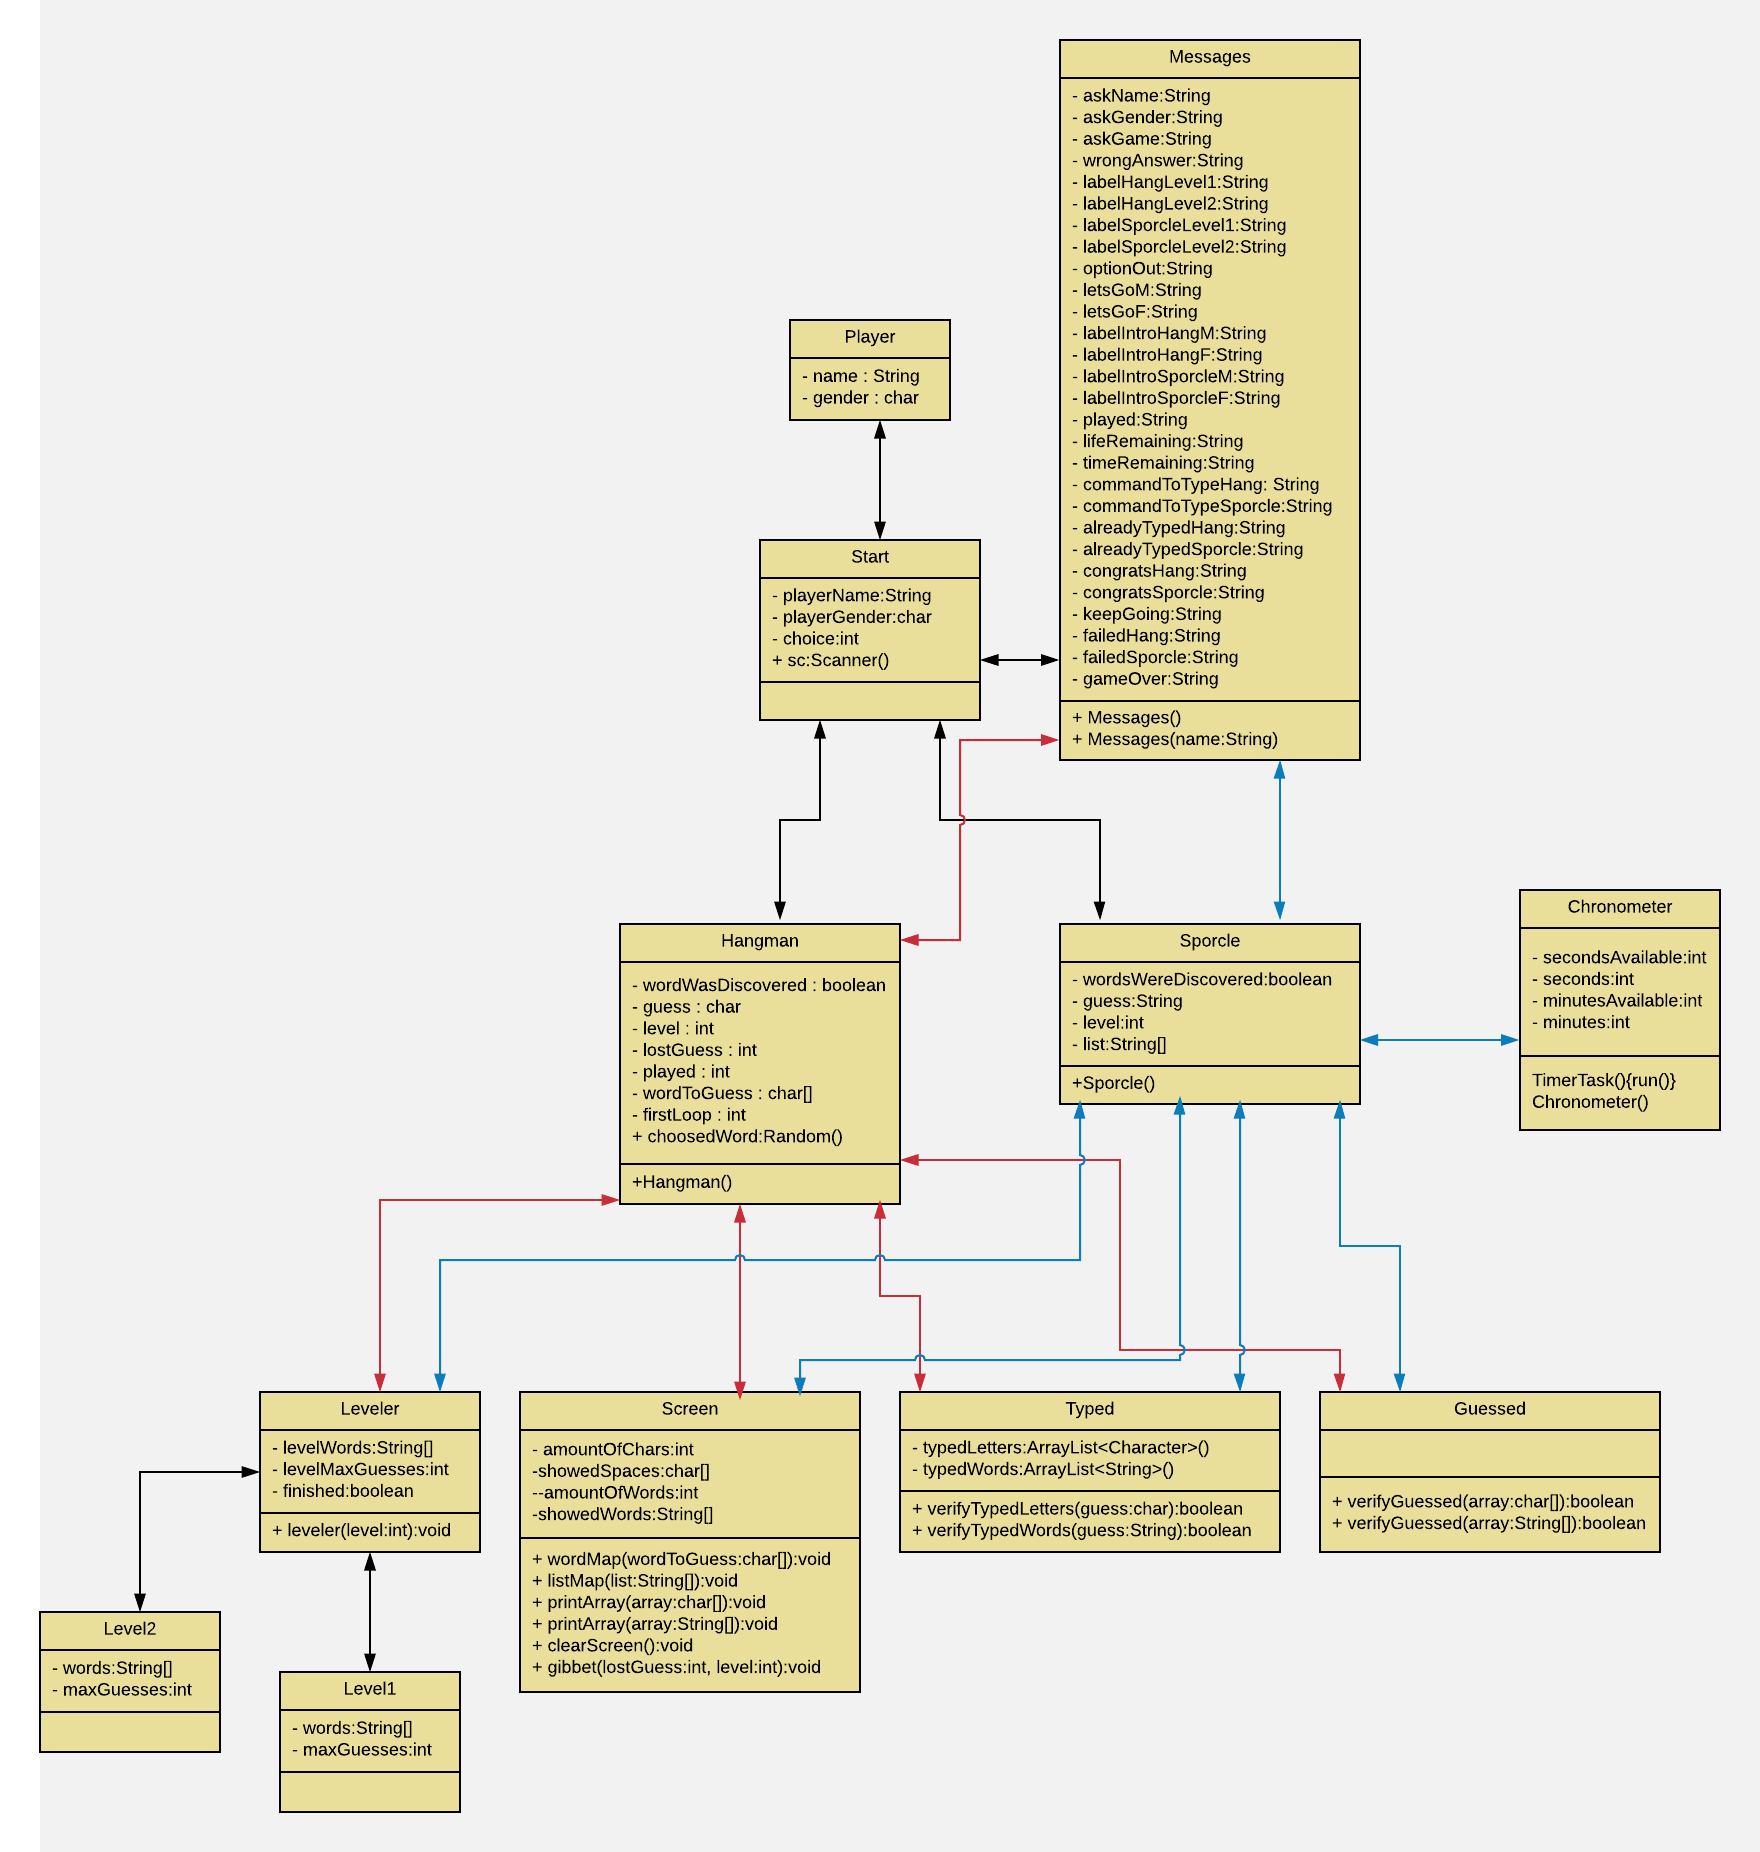 Messages
- askName:String
- askGender:String
- askGame:String
- wrongAnswer:String
- labelHangLevel1:String
- labelHangLevel2:String
- labelSporcleLevel1:String
- labelSporcleLevel2:String
- optionOut:String
- letsGoM:String
- letsGoF:String
- labelIntroHangM:String
- labelIntroHangF:String
- labelIntroSporcleM:String
- labelIntroSporcleF:String
- played:String
- lifeRemaining:String
- timeRemaining:String
- commandToTypeHang: String
- commandToTypeSporcle:String
- alreadyTypedHang:String
- alreadyTypedSporcle:String
- congratsHang:String
- congratsSporcle:String
- keepGoing:String
- failedHang:String
- failedSporcle:String
- gameOver:String
+ Messages()
+ Messages(name:String)
Player
- name : String
- gender : char
Start
- playerName:String
- playerGender:char
- choice:int
+ sc:Scanner()
Hangman
- wordWasDiscovered : boolean
- guess : char
- level : int
- lostGuess : int
- played : int
- wordToGuess : char[]
- firstLoop : int
+ choosedWord:Random()
+Hangman()
Sporcle
- wordsWereDiscovered:boolean
- guess:String
- level:int
- list:String[]
+Sporcle()
Chronometer
- secondsAvailable:int
- seconds:int
- minutesAvailable:int
- minutes:int
TimerTask(){run()}
Chronometer()
Leveler
- levelWords:String[]
- levelMaxGuesses:int
- finished:boolean
+ leveler(level:int):void
Screen
- amountOfChars:int
-showedSpaces:char[]
--amountOfWords:int
-showedWords:String[]
+ wordMap(wordToGuess:char[]):void
+ listMap(list:String[]):void
+ printArray(array:char[]):void
+ printArray(array:String[]):void
+ clearScreen():void
+ gibbet(lostGuess:int, level:int):void
Typed
- typedLetters:ArrayList<Character>()
- typedWords:ArrayList<String>()
+ verifyTypedLetters(guess:char):boolean
+ verifyTypedWords(guess:String):boolean
Guessed
+ verifyGuessed(array:char[]):boolean
+ verifyGuessed(array:String[]):boolean
Level2
- words:String[]
- maxGuesses:int
Level1
- words:String[]
- maxGuesses:int